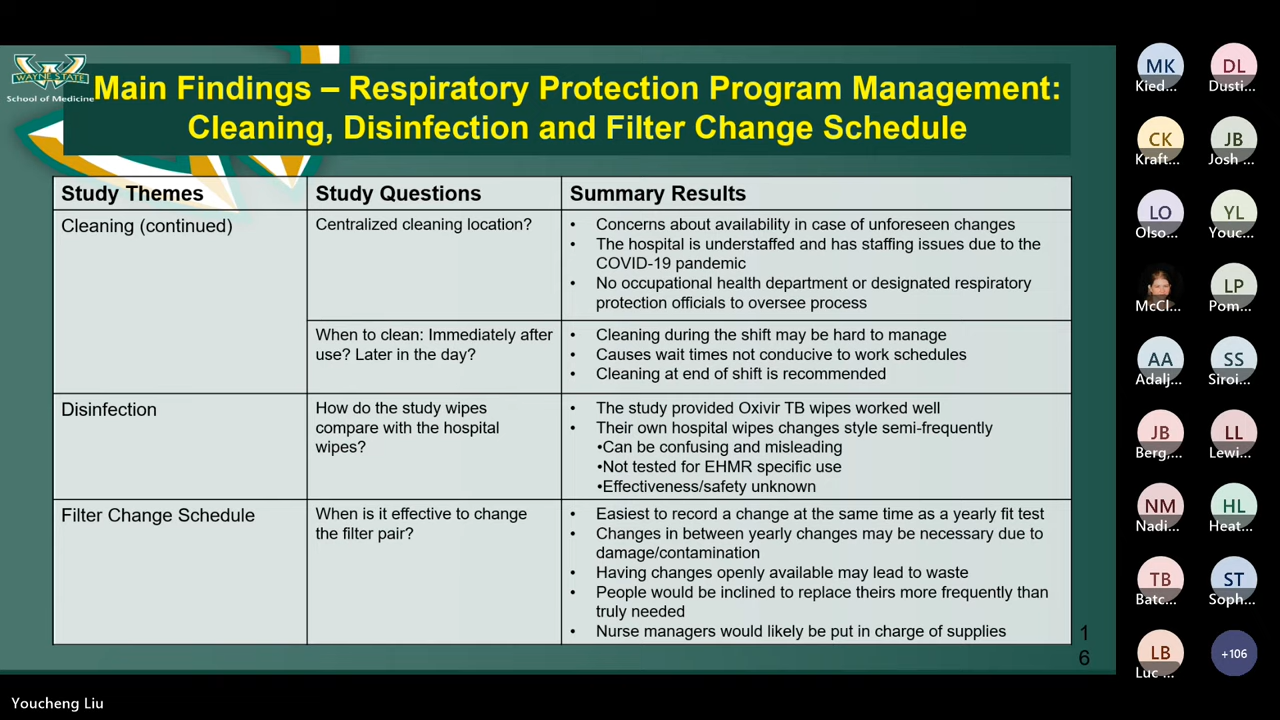 WAYNE STATE
School of Medicine
Main Findings – Respiratory Protection Program Management:
Cleaning, Disinfection and Filter Change Schedule
Study Themes
Study Questions
Summary Results
Cleaning (continued)
Centralized cleaning location?
• Concerns about availability in case of unforeseen changes
• The hospital is understaffed and has staffing issues due to the
COVID-19 pandemic
• No occupational health department or designated respiratory
protection officials to oversee process
When to clean: Immediately after
use? Later in the day?
• Cleaning during the shift may be hard to manage
• Causes wait times not conducive to work schedules
• Cleaning at end of shift is recommended
Disinfection
How do the study wipes
compare with the hospital
wipes?
• The study provided Oxivir TB wipes worked well
• Their own hospital wipes changes style semi-frequently
•Can be confusing and misleading
•Not tested for EHMR specific use
•Effectiveness/safety unknown
Filter Change Schedule
When is it effective to change
the filter pair?
• Easiest to record a change at the same time as a yearly fit test
• Changes in between yearly changes may be necessary due to
damage/contamination
• Having changes openly available may lead to waste
• People would be inclined to replace theirs more frequently than
truly needed
• Nurse managers would likely be put in charge of supplies
1
6
MK
DL
Kied...
Dusti...
CK
JB
Kraft...
Josh ...
LO
YL
Olso...
Youc...
LP
McCl...
Pom...
AA
SS
Adalj...
Siroi...
JB
LL
Berg,...
Lewi...
NM
HL
Nadi...
Heat...
TB
ST
Batc...
Soph...
LB
+106
Luc ...
Youcheng Liu